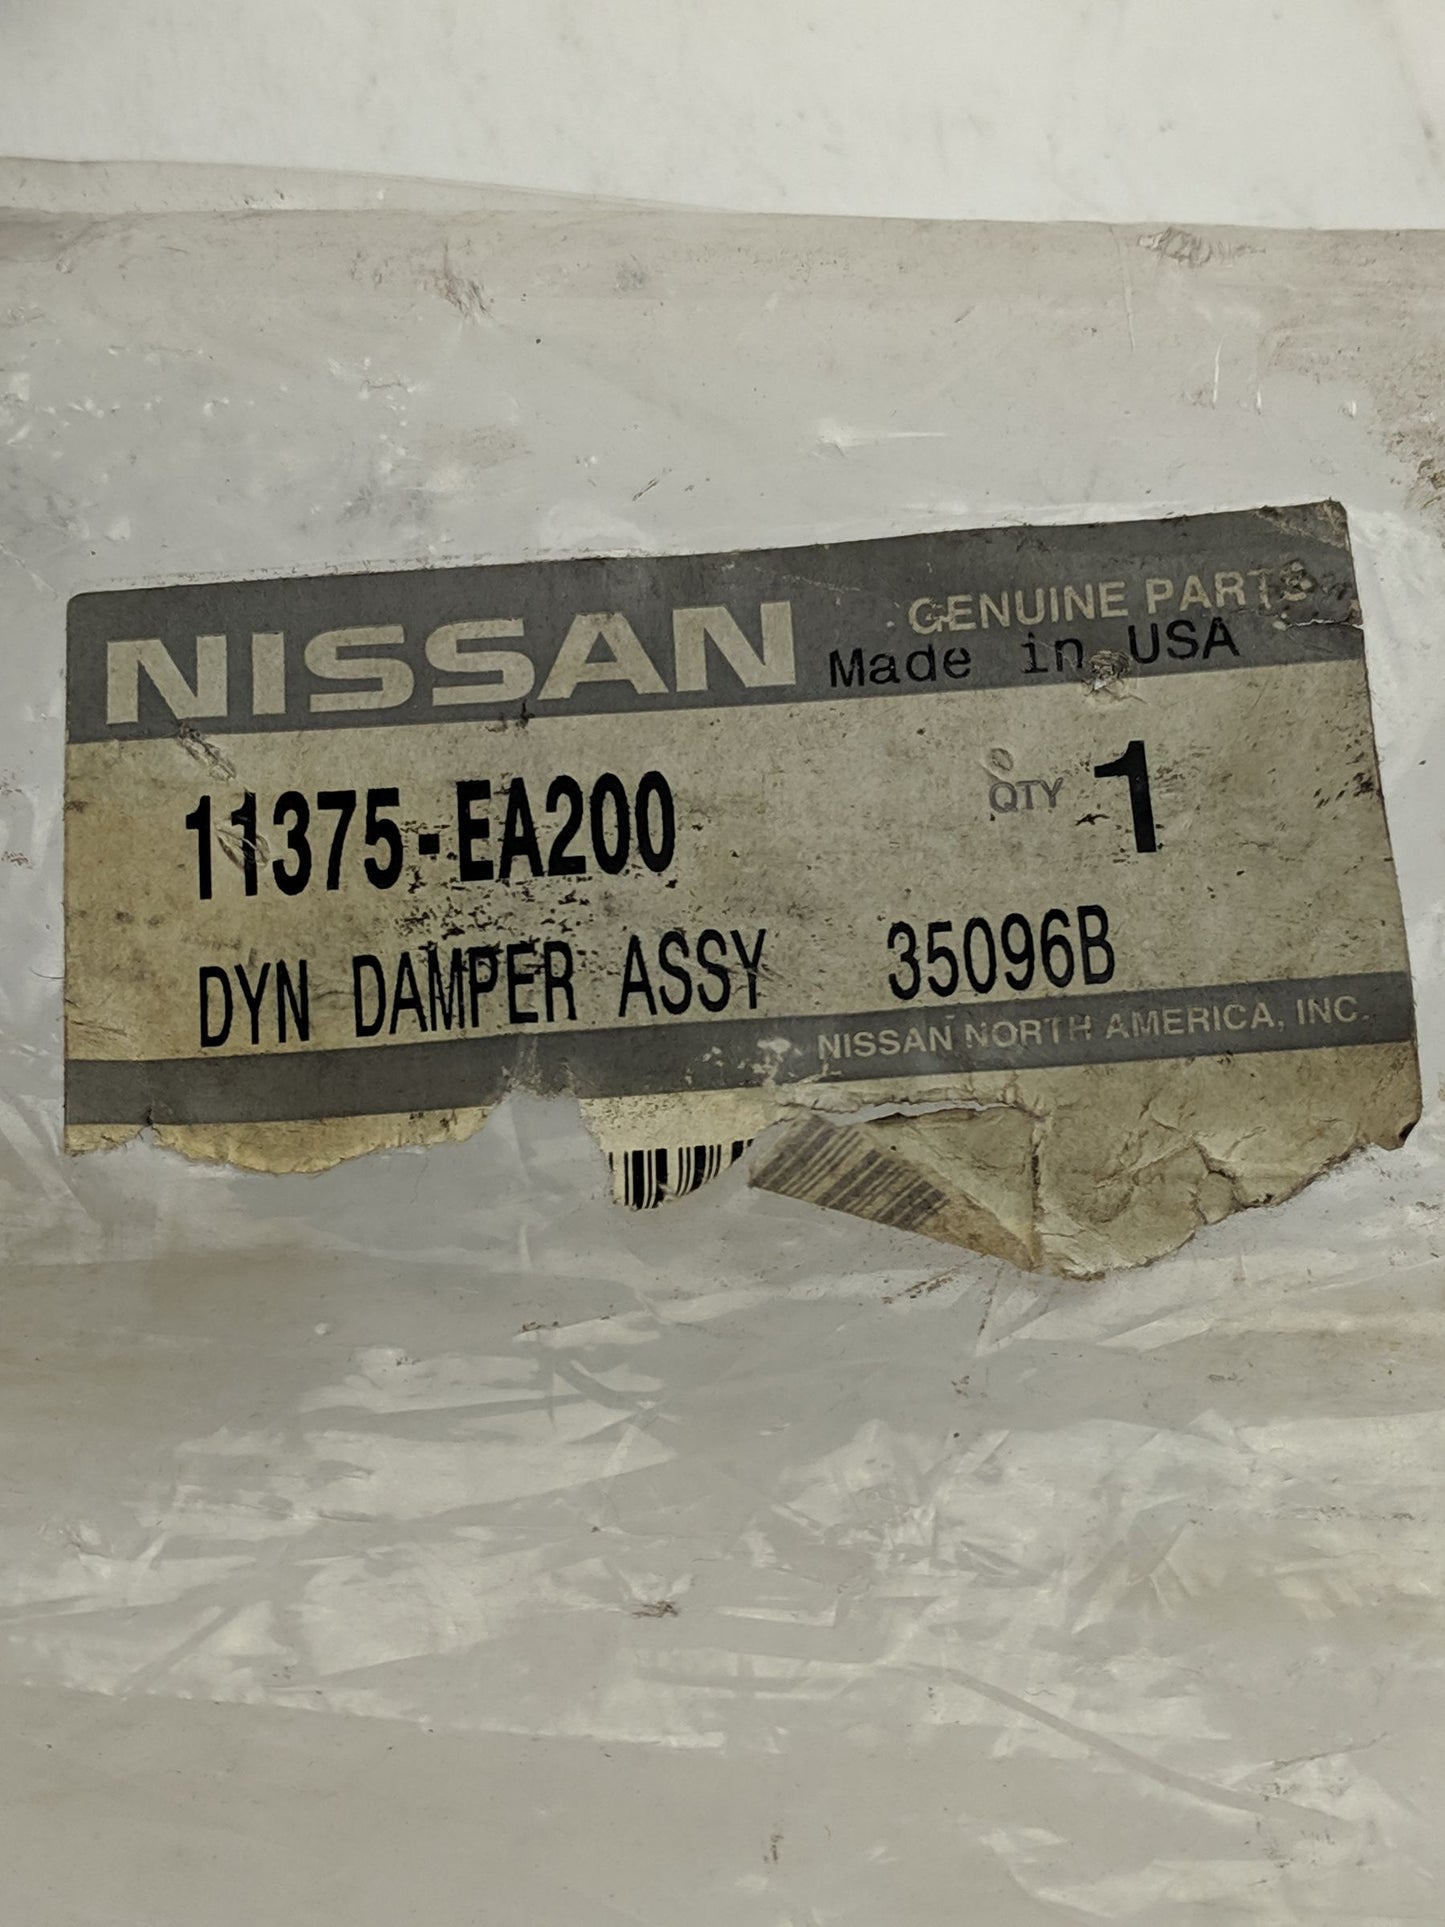 NISSAN GENUINE PARTS
Made in USA
11375-EA200 QTY 1
DYN DAMPER ASSY 35096B
NISSAN NORTH AMERICA, INC.